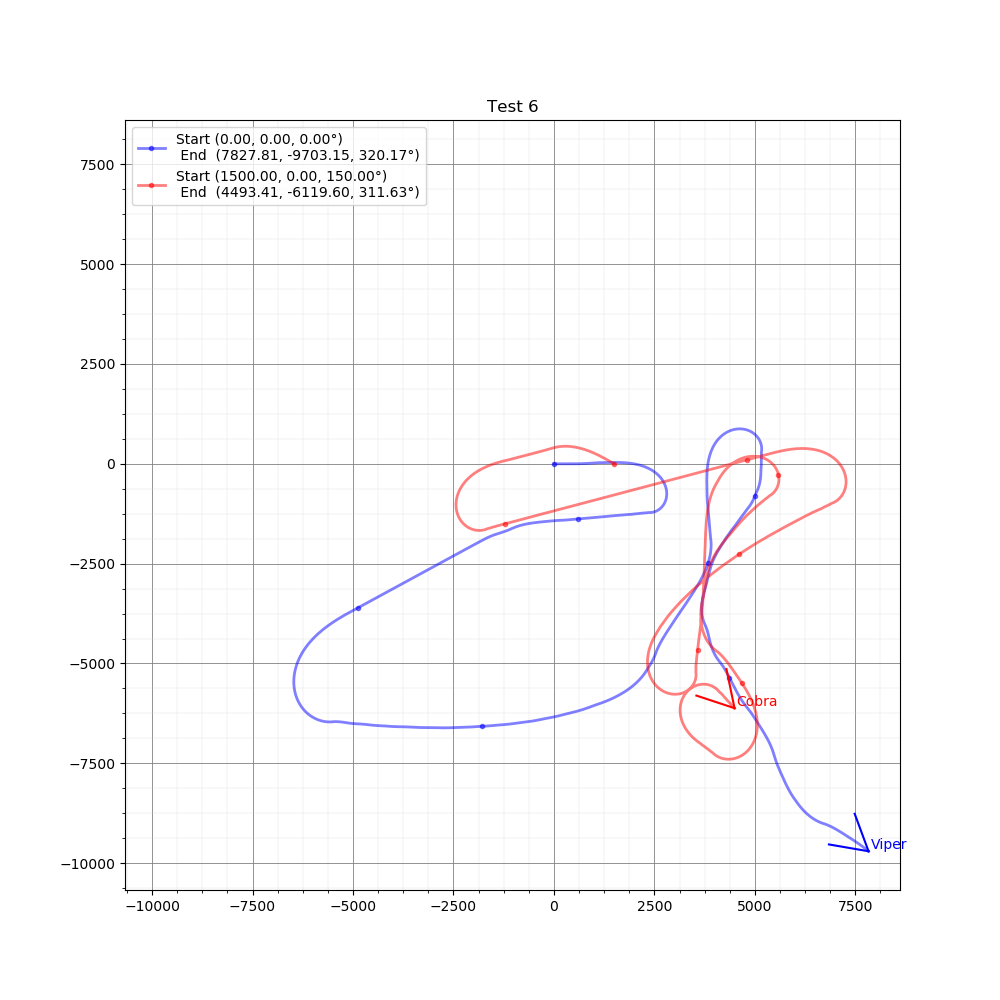 Test 6
Start (0.00, 0.00, 0.00°)
End (7827.81, -9703.15, 320.17°)
Start (1500.00, 0.00, 150.00°)
End (4493.41, -6119.60, 311.63°)
7500
5000
2500
0
−2500
−5000
−7500
−10000
Cobra
Viper
−10000 −7500 −5000 −2500 0 2500 5000 7500